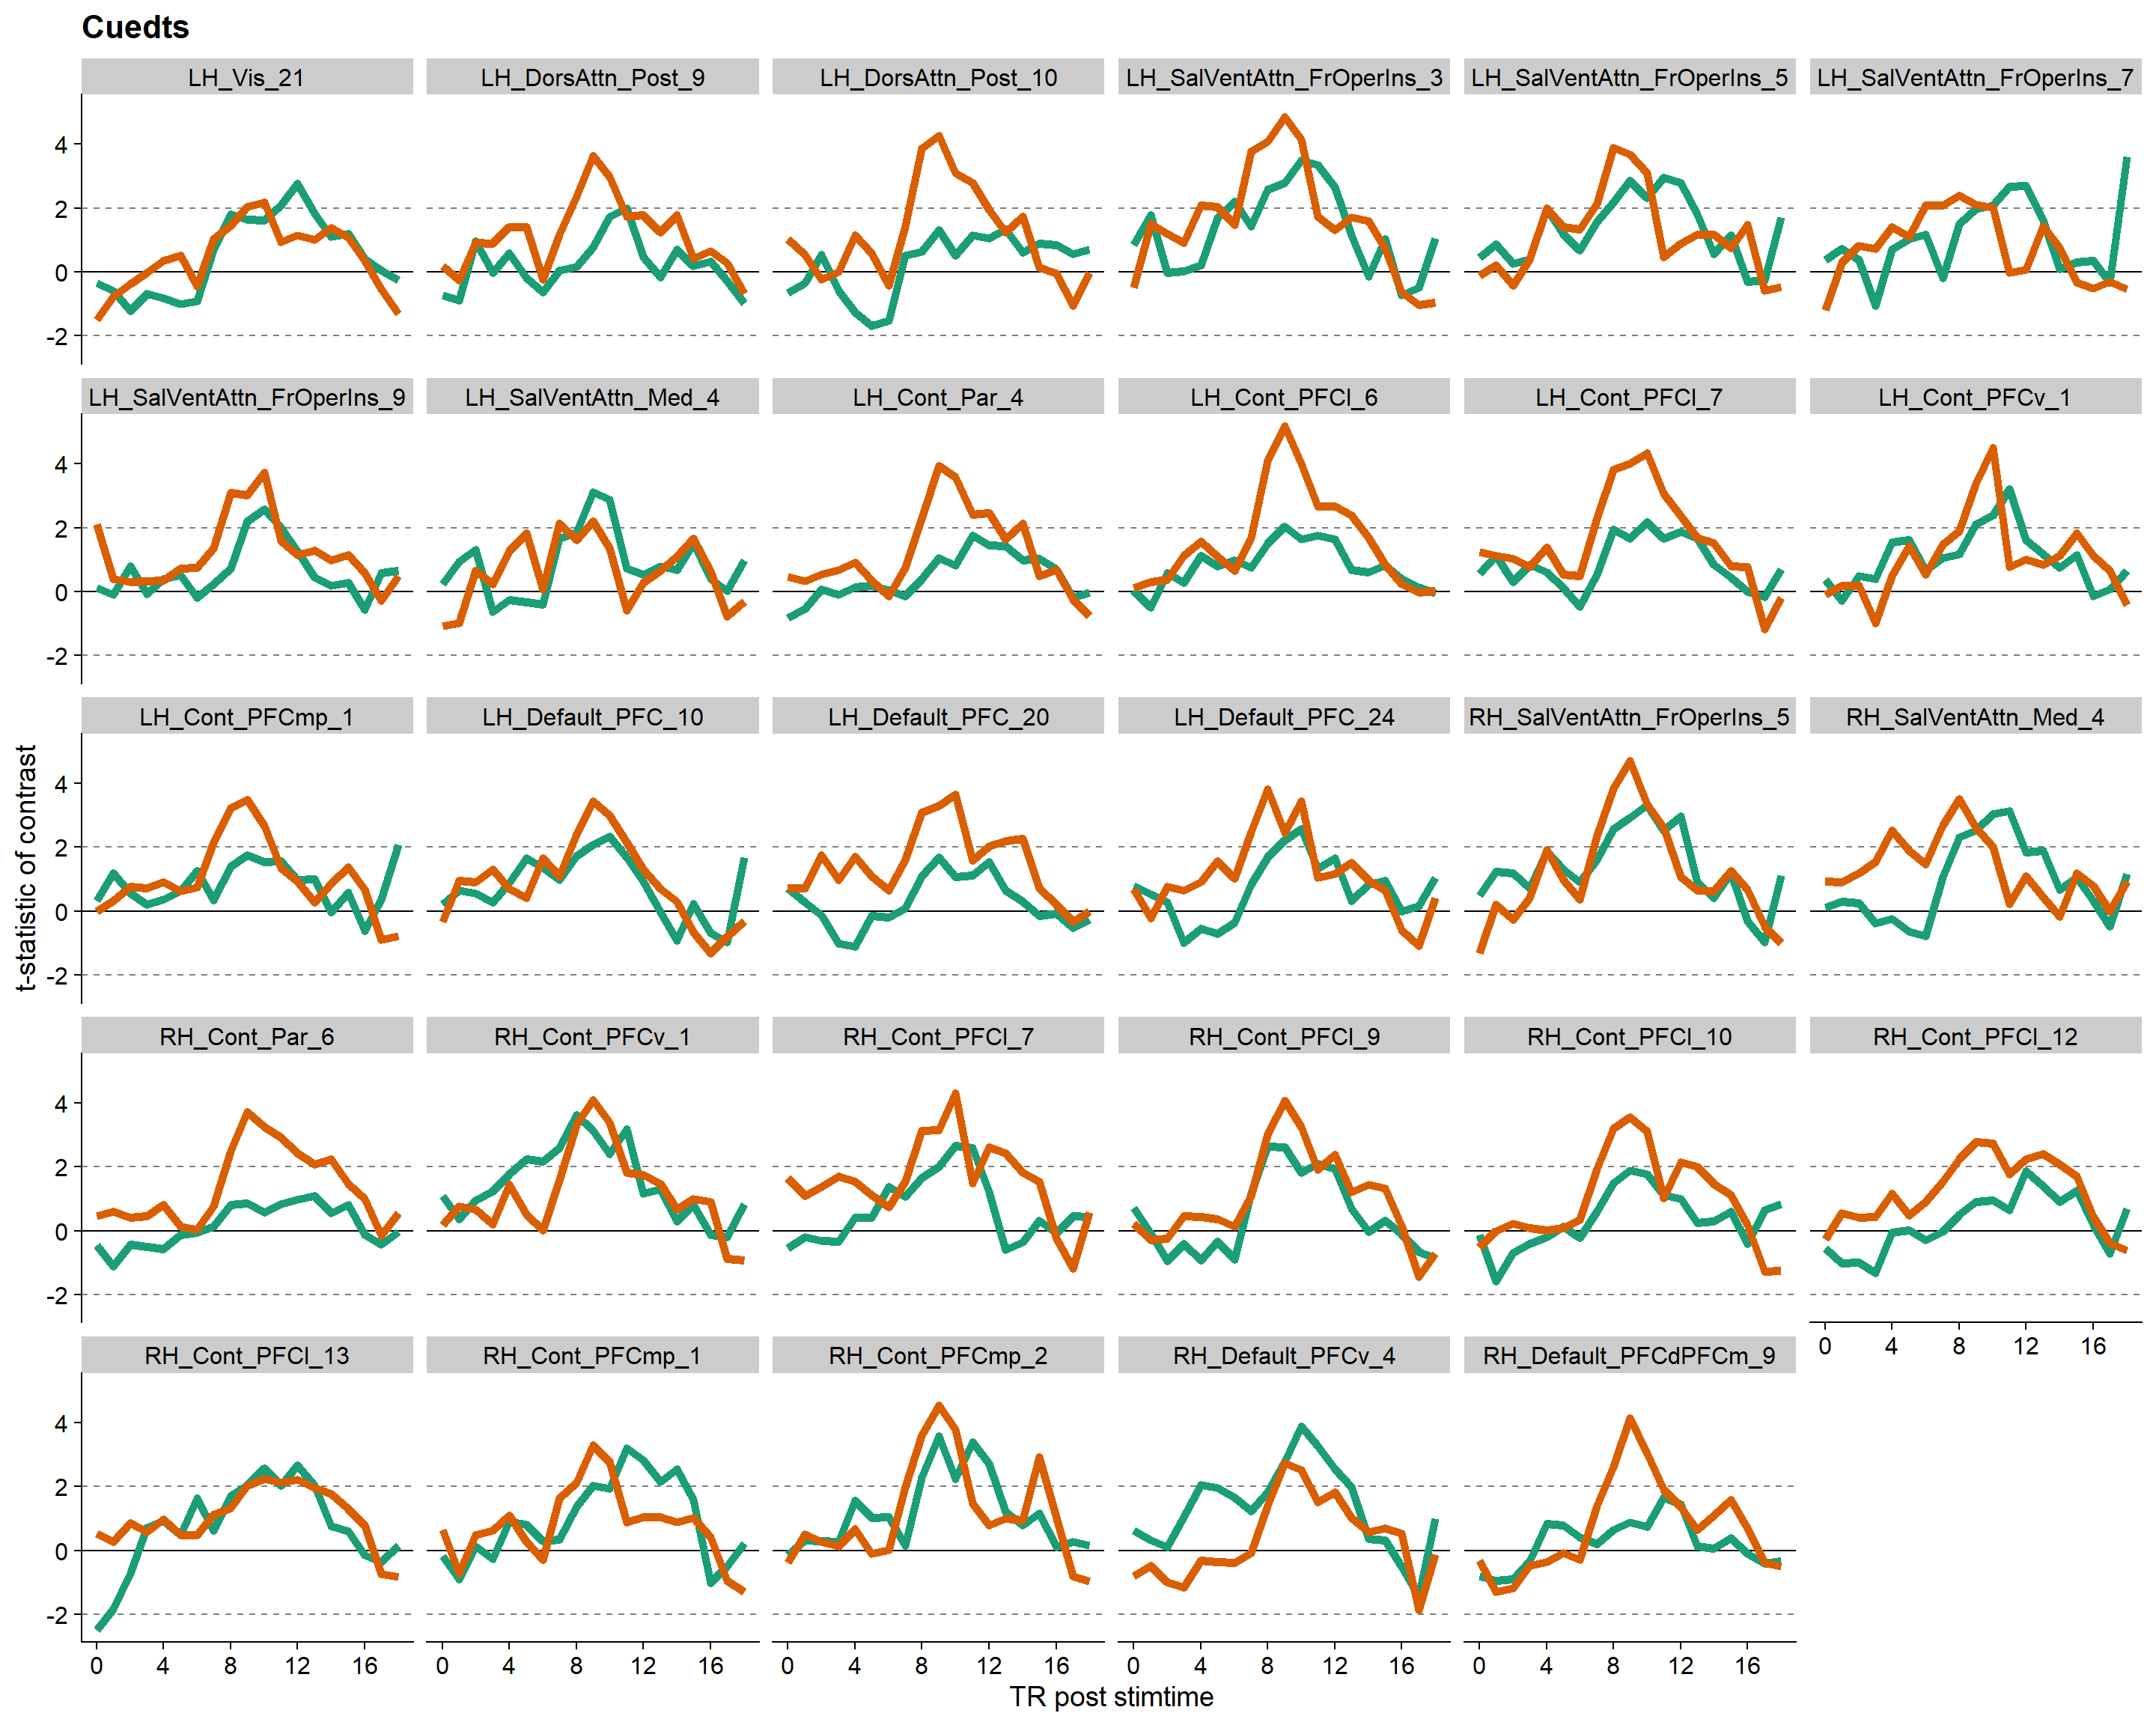 Cuedts
LH_Vis_21 LH_DorsAttn_Post_9 LH_DorsAttn_Post_10 LH_SalVentAttn_FrOperIns_3 LH_SalVentAttn_FrOperIns_5 LH_SalVentAttn_FrOperIns_7
4
2
0
-2
LH_SalVentAttn_FrOperIns_9 LH_SalVentAttn_Med_4 LH_Cont_Par_4 LH_Cont_PFCl_6 LH_Cont_PFCl_7 LH_Cont_PFCv_1
4
2
0
-2
LH_Cont_PFCmp_1 LH_Default_PFC_10 LH_Default_PFC_20 LH_Default_PFC_24 RH_SalVentAttn_FrOperIns_5 RH_SalVentAttn_Med_4
t-statistic of contrast
4
2
0
-2
RH_Cont_Par_6 RH_Cont_PFCv_1 RH_Cont_PFCl_7 RH_Cont_PFCl_9 RH_Cont_PFCl_10 RH_Cont_PFCl_12
4
2
0
-2
0 4 8 12 16
RH_Cont_PFCl_13 RH_Cont_PFCmp_1 RH_Cont_PFCmp_2 RH_Default_PFCv_4 RH_Default_PFCdPFCm_9
4
2
0
-2
0 4 8 12 16 0 4 8 12 16 0 4 8 12 16 0 4 8 12 16 0 4 8 12 16
TR post stimtime